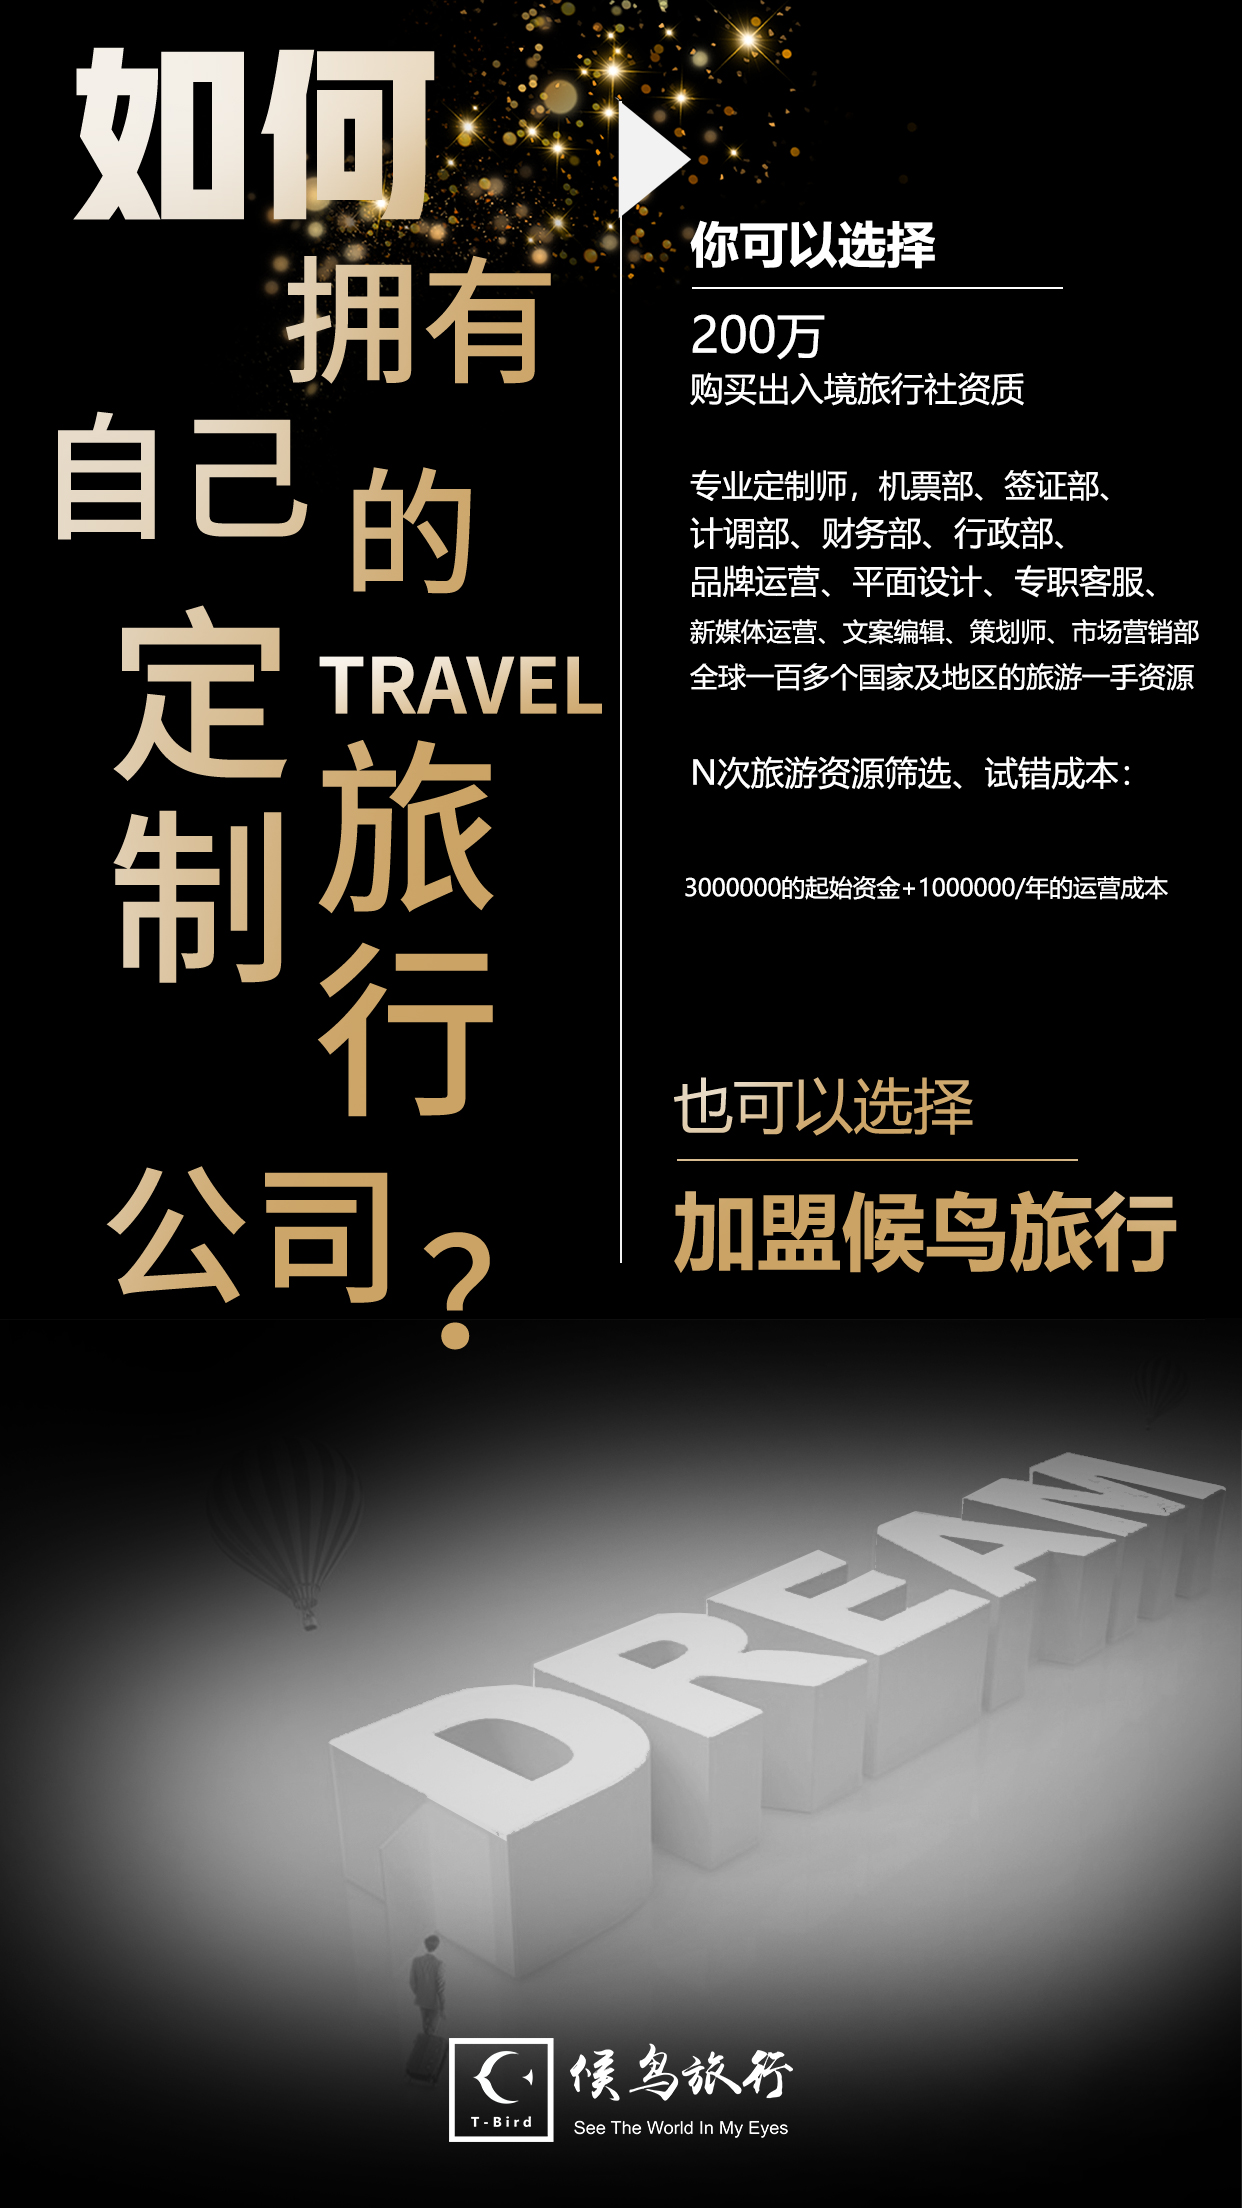 如何
拥有
自己
的
定制
TRAVEL
旅行
公司？
你可以选择
200万
购买出入境旅行社资质
专业定制师，机票部、签证部、
计调部、财务部、行政部、
品牌运营、平面设计、专职客服、
新媒体运营、文案编辑、策划师、市场营销部
全球一百多个国家及地区的旅游一手资源
N次旅游资源筛选、试错成本：
3000000的起始资金+1000000/年的运营成本
也可以选择
加盟候鸟旅行
DREAM
T-Bird
候鸟旅行
See The World In My Eyes